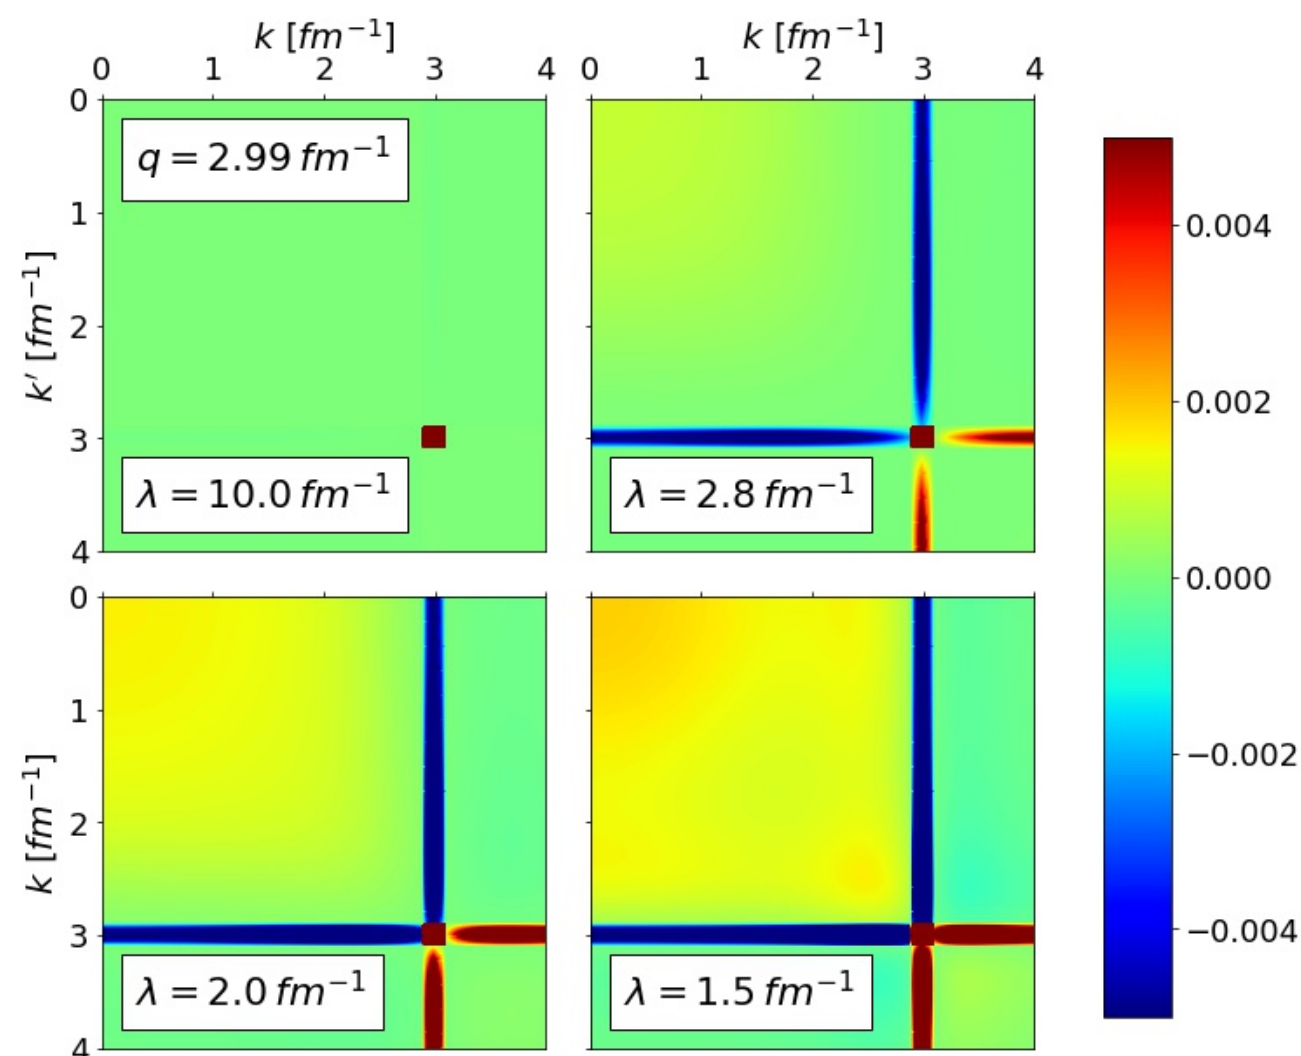 k [fm⁻¹] k [fm⁻¹]
0 1 2 3 4 0 1 2 3 4
0
q = 2.99 fm⁻¹
1
2
3
λ = 10.0 fm⁻¹ λ = 2.8 fm⁻¹
4
k′ [fm⁻¹]
0
1
2
3
λ = 2.0 fm⁻¹ λ = 1.5 fm⁻¹
4
k [fm⁻¹]
0.004
0.002
0.000
−0.002
−0.004